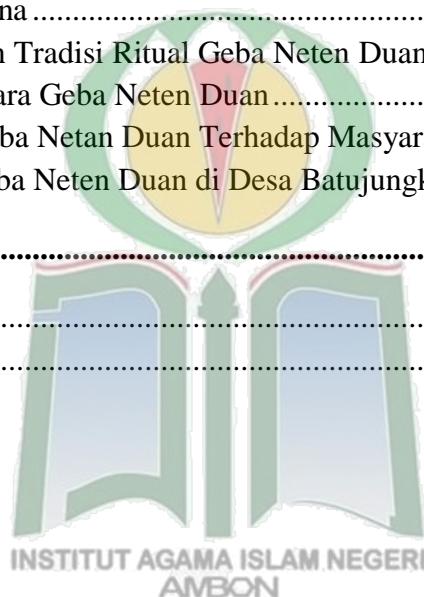 na ................................................
n Tradisi Ritual Geba Neten Duan
ara Geba Neten Duan ........................
ba Netan Duan Terhadap Masyar
ba Neten Duan di Desa Batujungk
................................................
................................................
................................................
INSTITUT AGAMA ISLAM NEGERI
AMBON